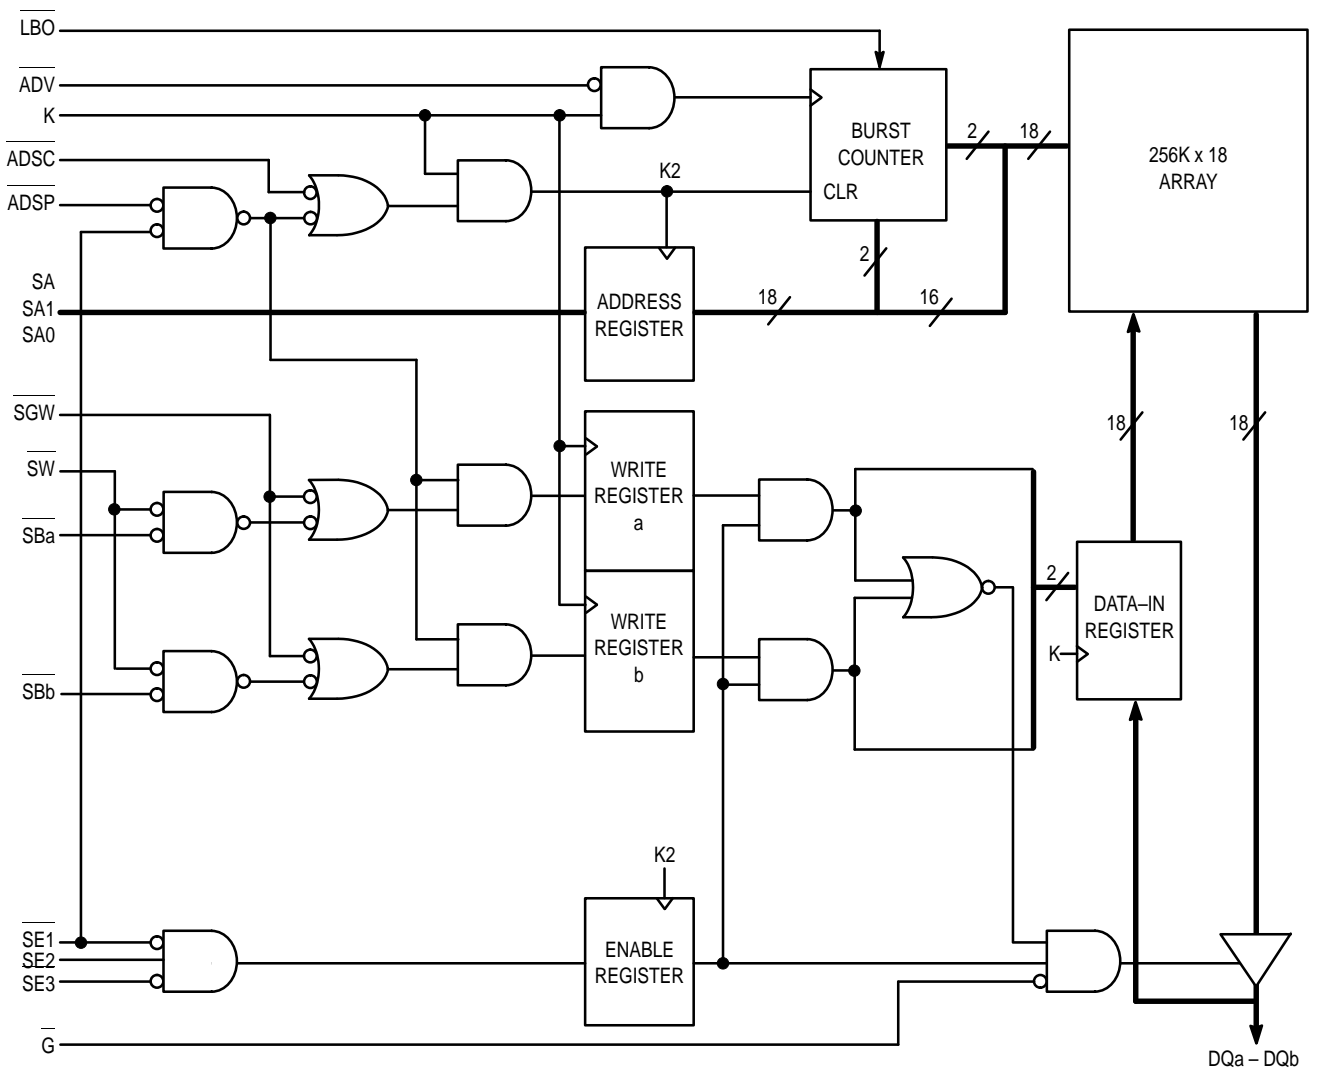 LBO
ADV
K
ADSC
ADSP
SA
SA1
SA0
SGW
SW
SBa
SBb
SE1
SE2
SE3
G
K2
BURST
COUNTER
CLR
2
18
256K x 18
ARRAY
2
ADDRESS
REGISTER
18
16
WRITE
REGISTER
a
WRITE
REGISTER
b
18
18
2
DATA–IN
REGISTER
K
K2
ENABLE
REGISTER
DQa – DQb